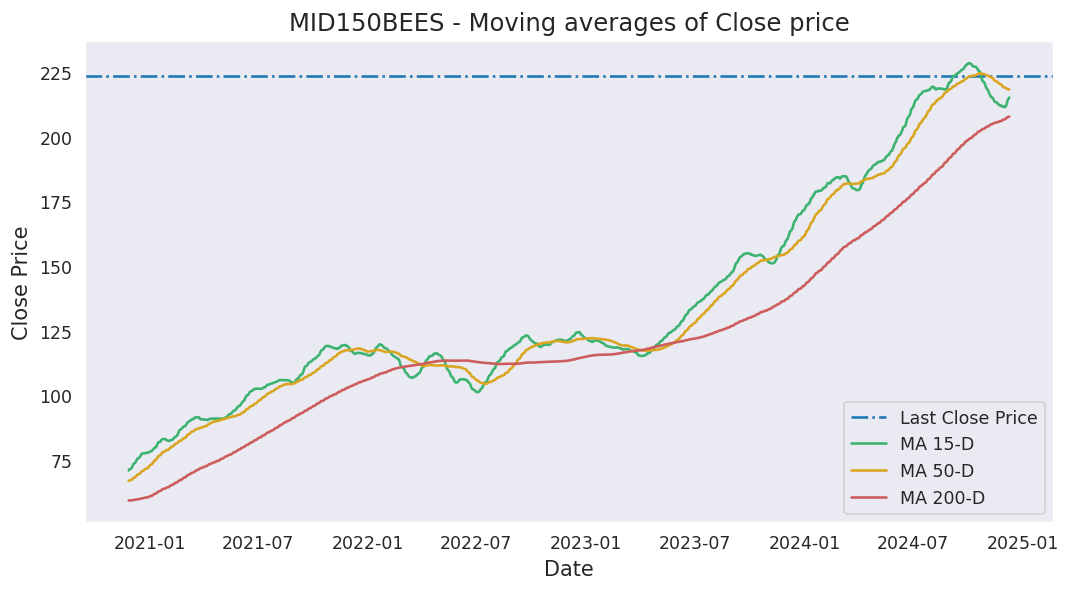 MID150BEES - Moving averages of Close price
Close Price
225
200
175
150
125
100
75
Last Close Price
MA 15-D
MA 50-D
MA 200-D
2021-01 2021-07 2022-01 2022-07 2023-01 2023-07 2024-01 2024-07 2025-01
Date